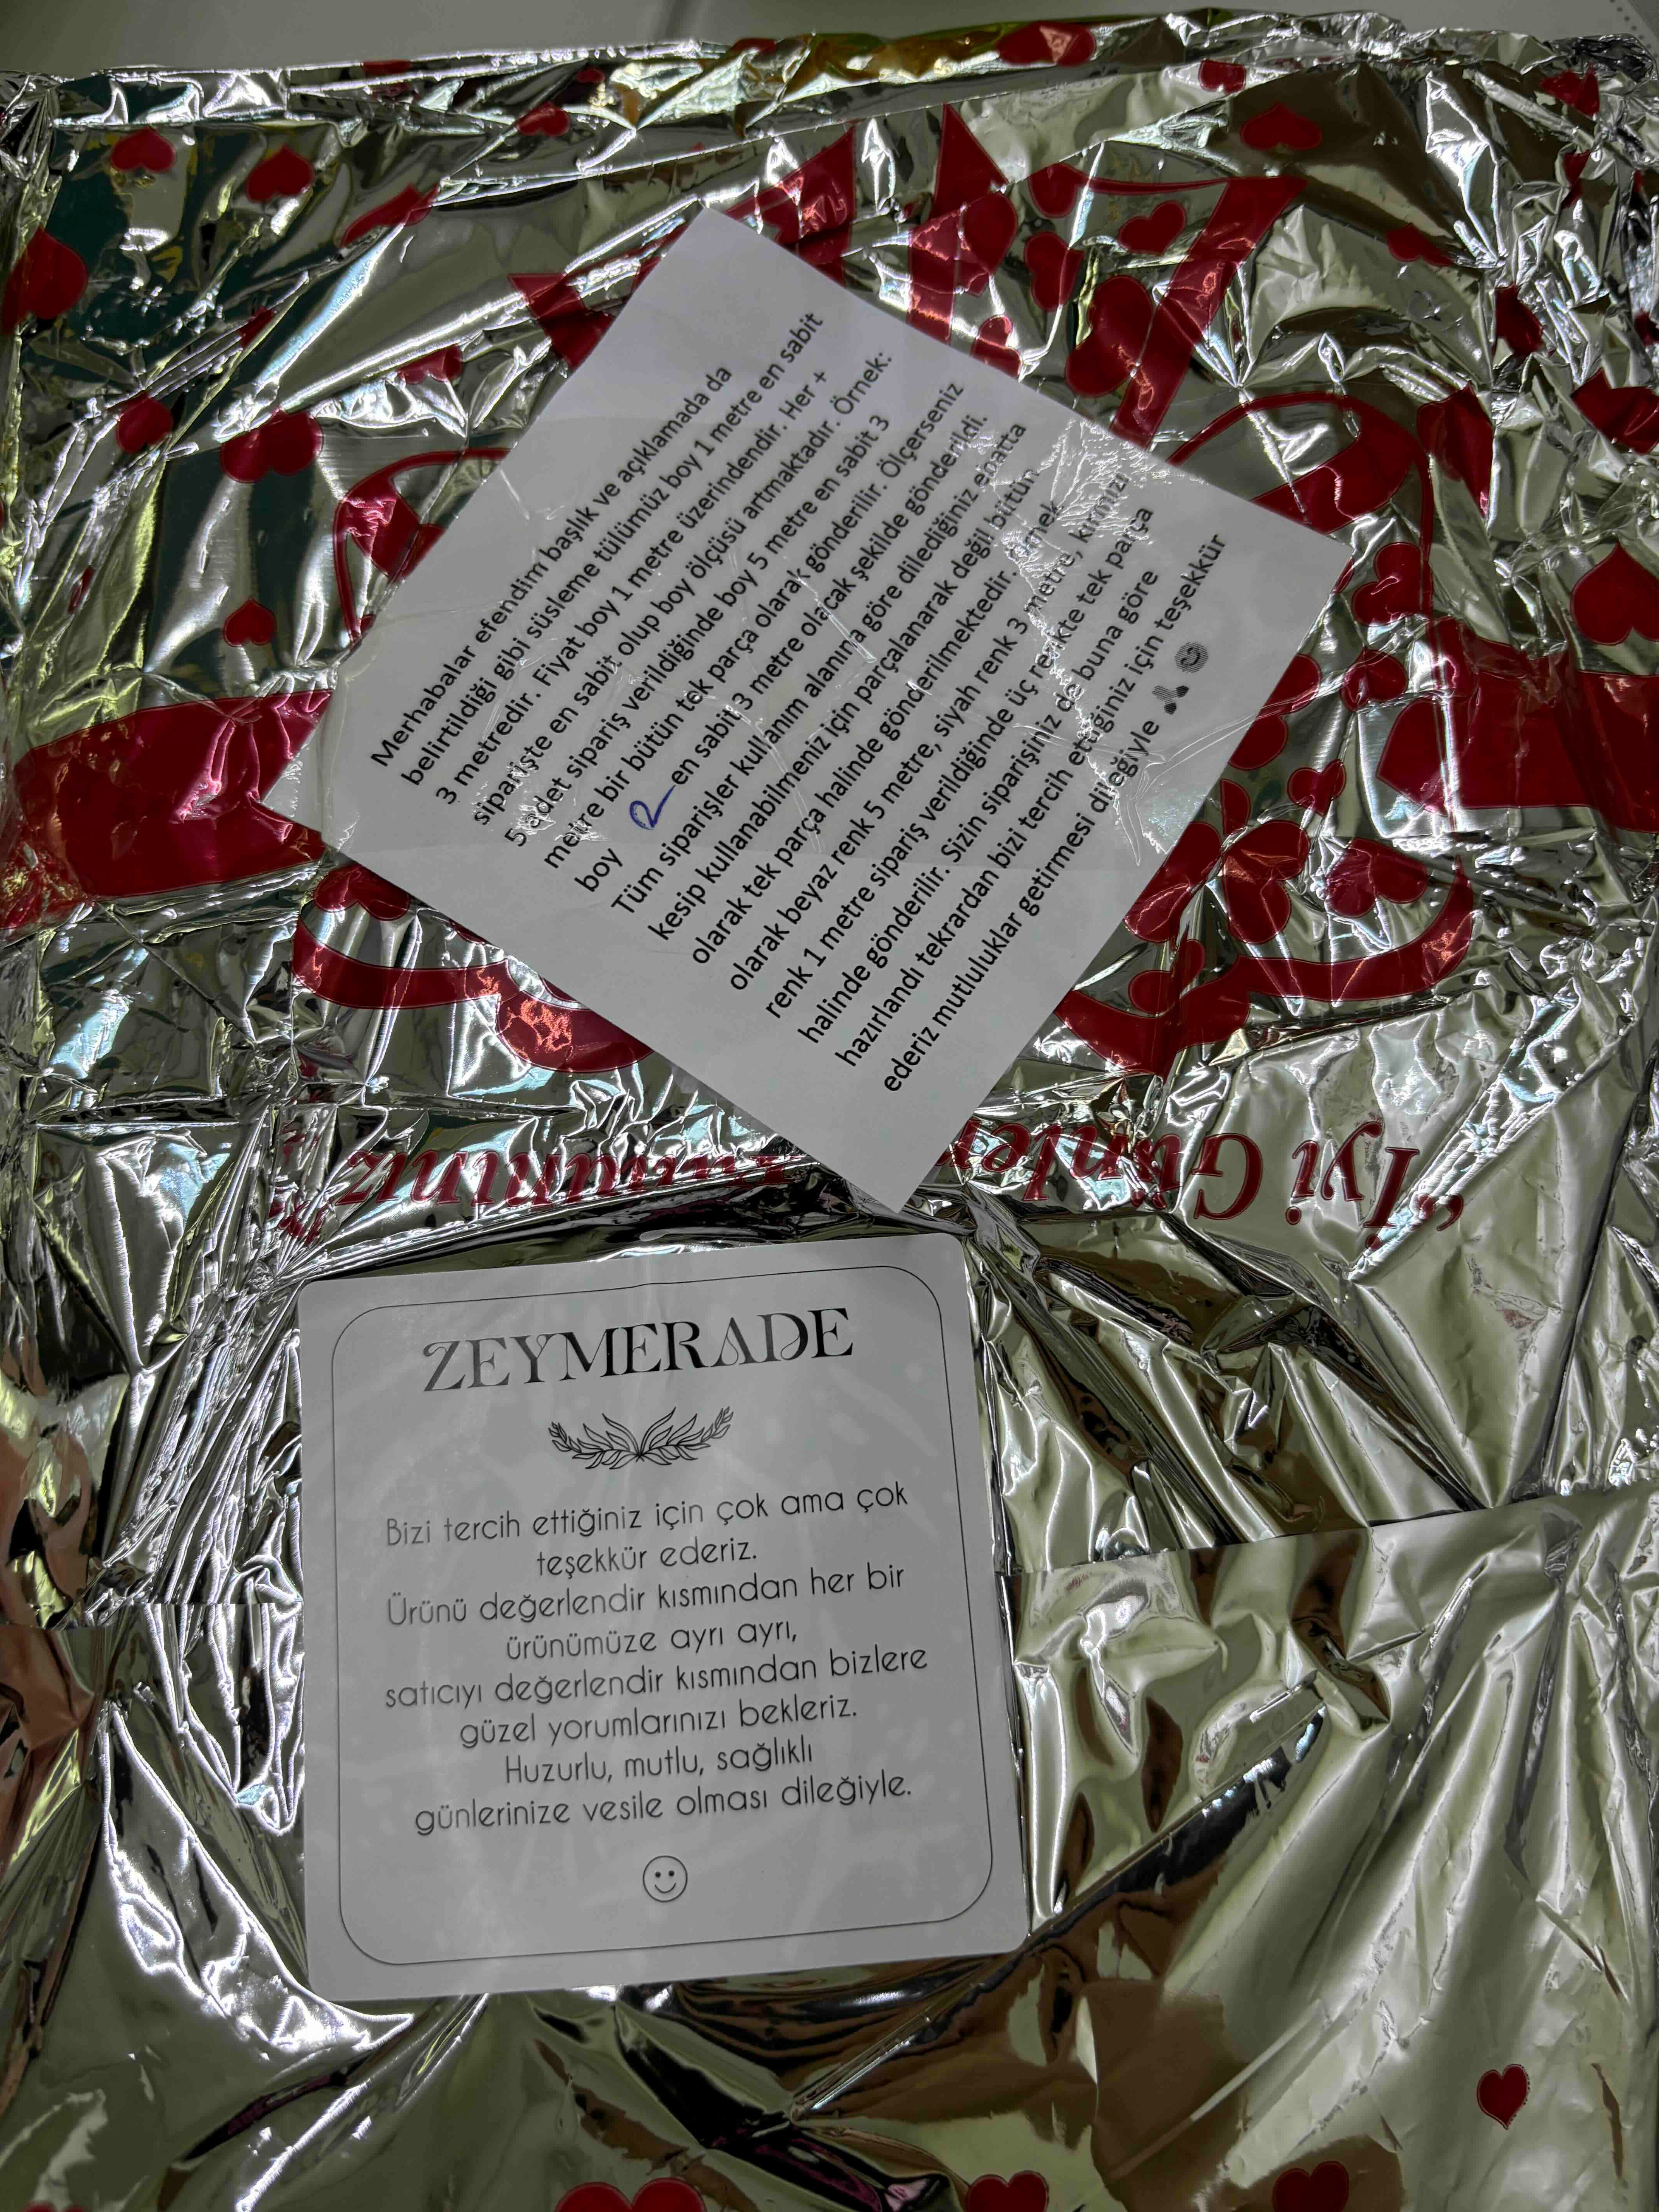 Merhabalar efendim başlık ve açıklamada da
belirtildiği gibi süsleme tülümüz boy 1 metre en sabit
3 metredir. Fiyat boy 1 metre üzerindendir. Her +
siparişte en sabit olup boy ölçüsü artmaktadır. Örnek:
5 adet sipariş verildiğinde boy 5 metre en sabit 3
metre bir bütün tek parça olarak gönderilir. Ölçerseniz
boy 2 en sabit 3 metre olacak şekilde gönderildi.
Tüm siparişler kullanım alanına göre dilediğiniz ebatta
kesip kullanabilmeniz için parçalanarak değil bütün
olarak tek parça halinde gönderilmektedir. Örnek
olarak beyaz renk 5 metre, siyah renk 3 metre, kırmızı
renk 1 metre sipariş verildiğinde üç renkte tek parça
halinde gönderilir. Sizin siparişiniz de buna göre
hazırlandı tekrardan bizi tercih ettiğiniz için teşekkür
ederiz mutluluklar getirmesi dileğiyle
"İyi Günlerde
ZEYMERADE
Bizi tercih ettiğiniz için çok ama çok
teşekkür ederiz.
Ürünü değerlendir kısmından her bir
ürünümüze ayrı ayrı,
satıcıyı değerlendir kısmından bizlere
güzel yorumlarınızı bekleriz.
Huzurlu, mutlu, sağlıklı
günlerinize vesile olması dileğiyle.